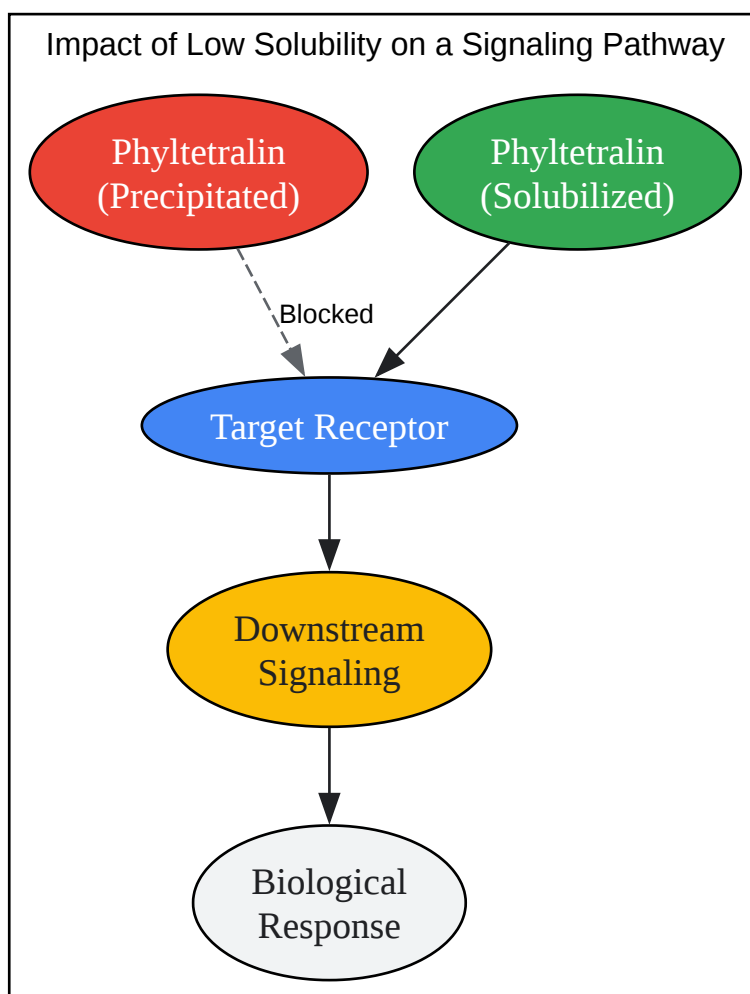 Impact of Low Solubility on a Signaling Pathway
Phyltetralin
(Precipitated)
Phyltetralin
(Solubilized)
Blocked
Target Receptor
Downstream
Signaling
Biological
Response